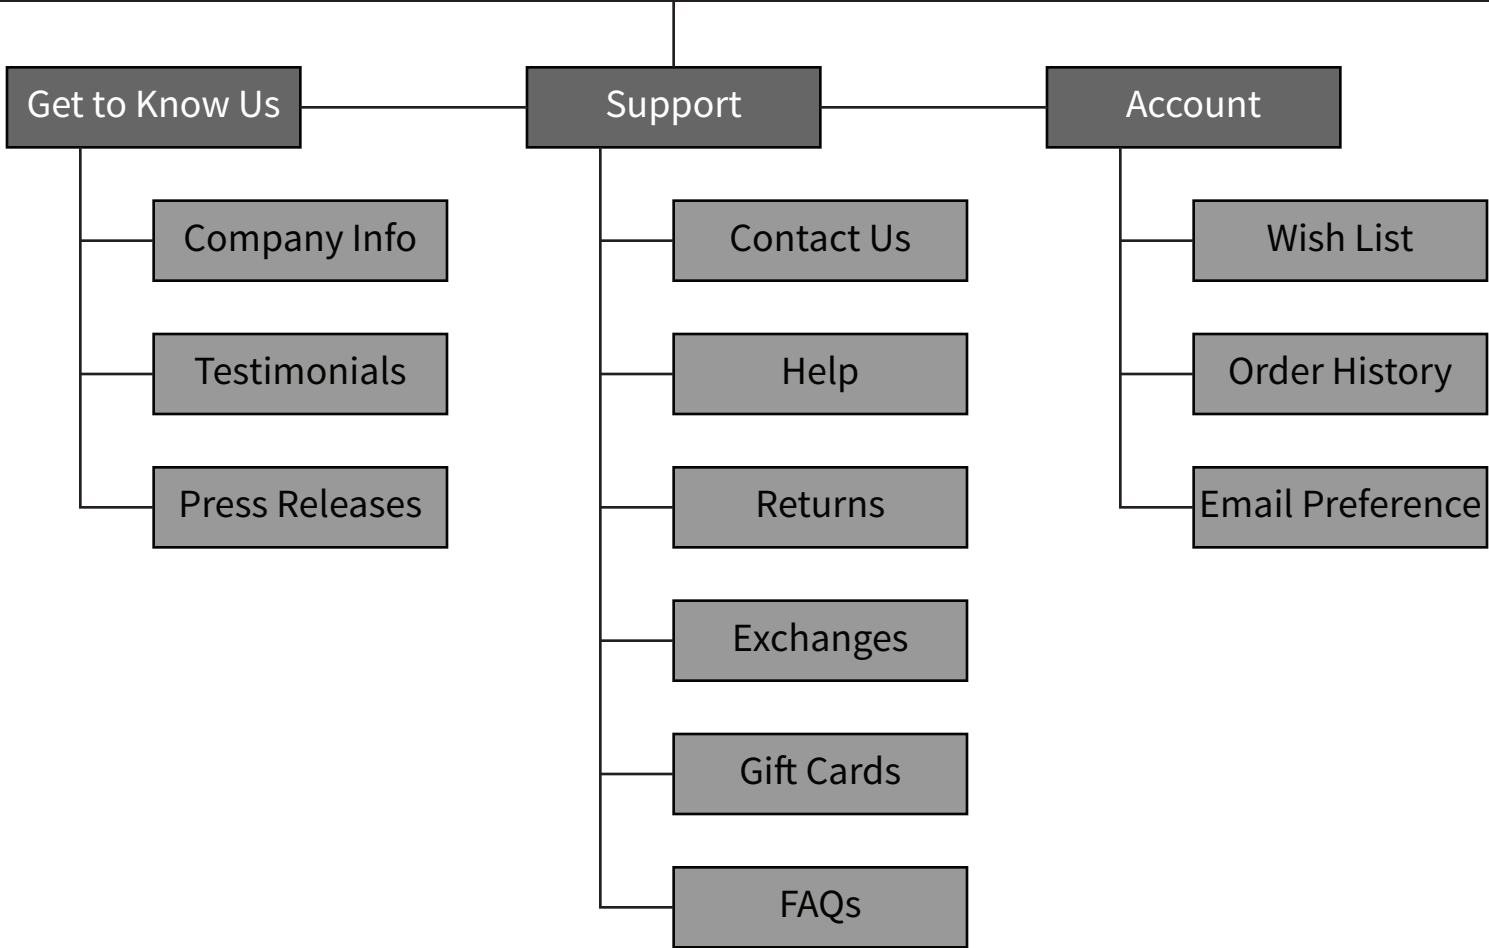 Get to Know Us
Support
Account
Company Info
Contact Us
Wish List
Testimonials
Help
Order History
Press Releases
Returns
Email Preference
Exchanges
Gift Cards
FAQs